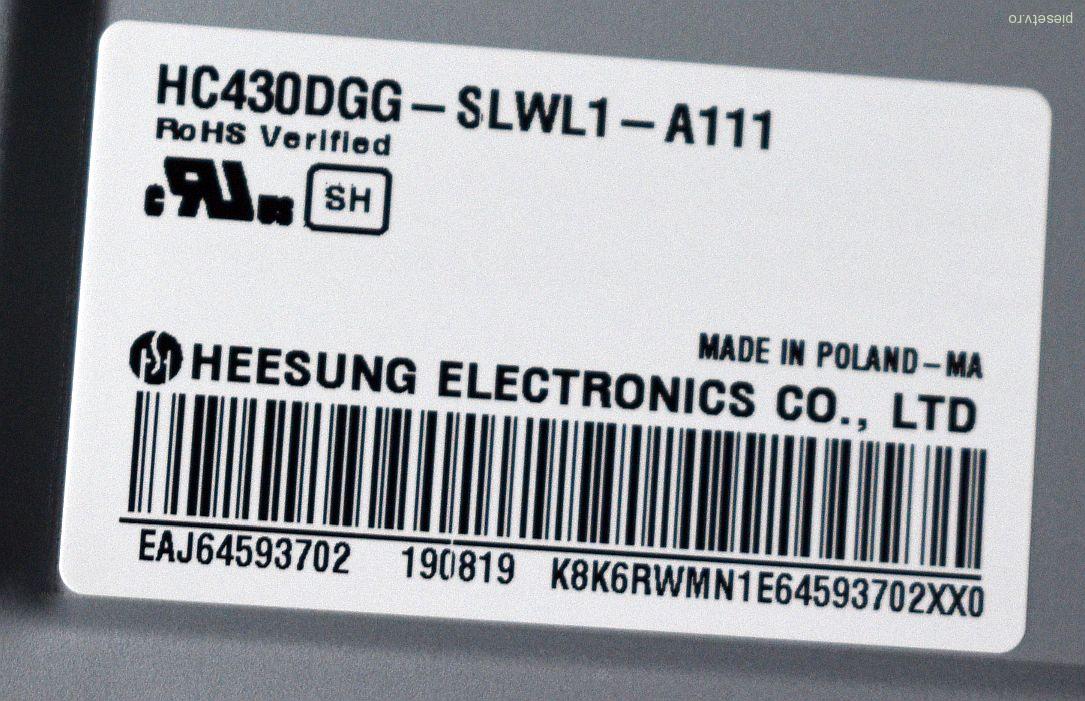 piesetv.ro
HC430DGG-SLWL1-A111
RoHS Verified
c RU us SH
MADE IN POLAND-MA
HEESUNG ELECTRONICS CO., LTD
EAJ64593702 190819 K8K6RWMN1E64593702XX0